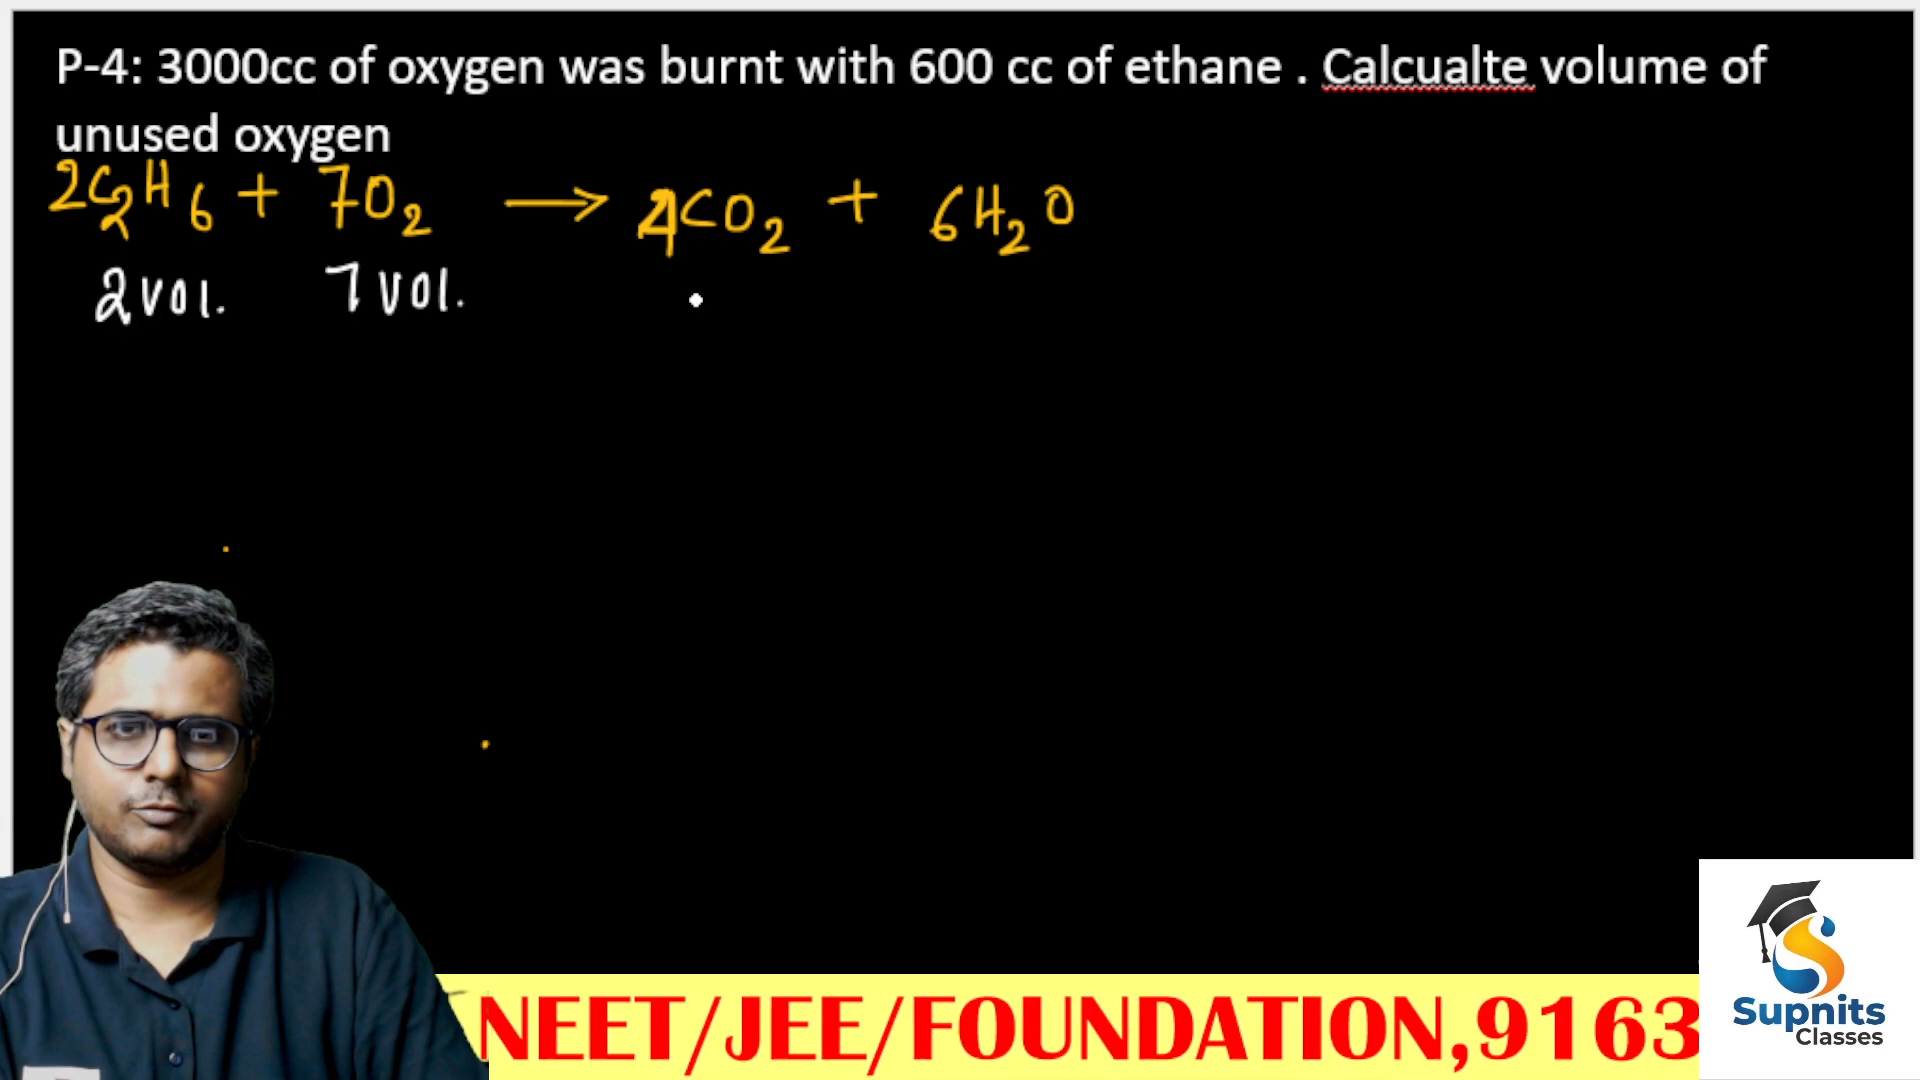 P-4: 3000cc of oxygen was burnt with 600 cc of ethane . Calcualte volume of
unused oxygen
2C2H6 + 7O2 → 4CO2 + 6H2O
2vol. 7vol.
NEET/JEE/FOUNDATION,9163
Supnits
Classes